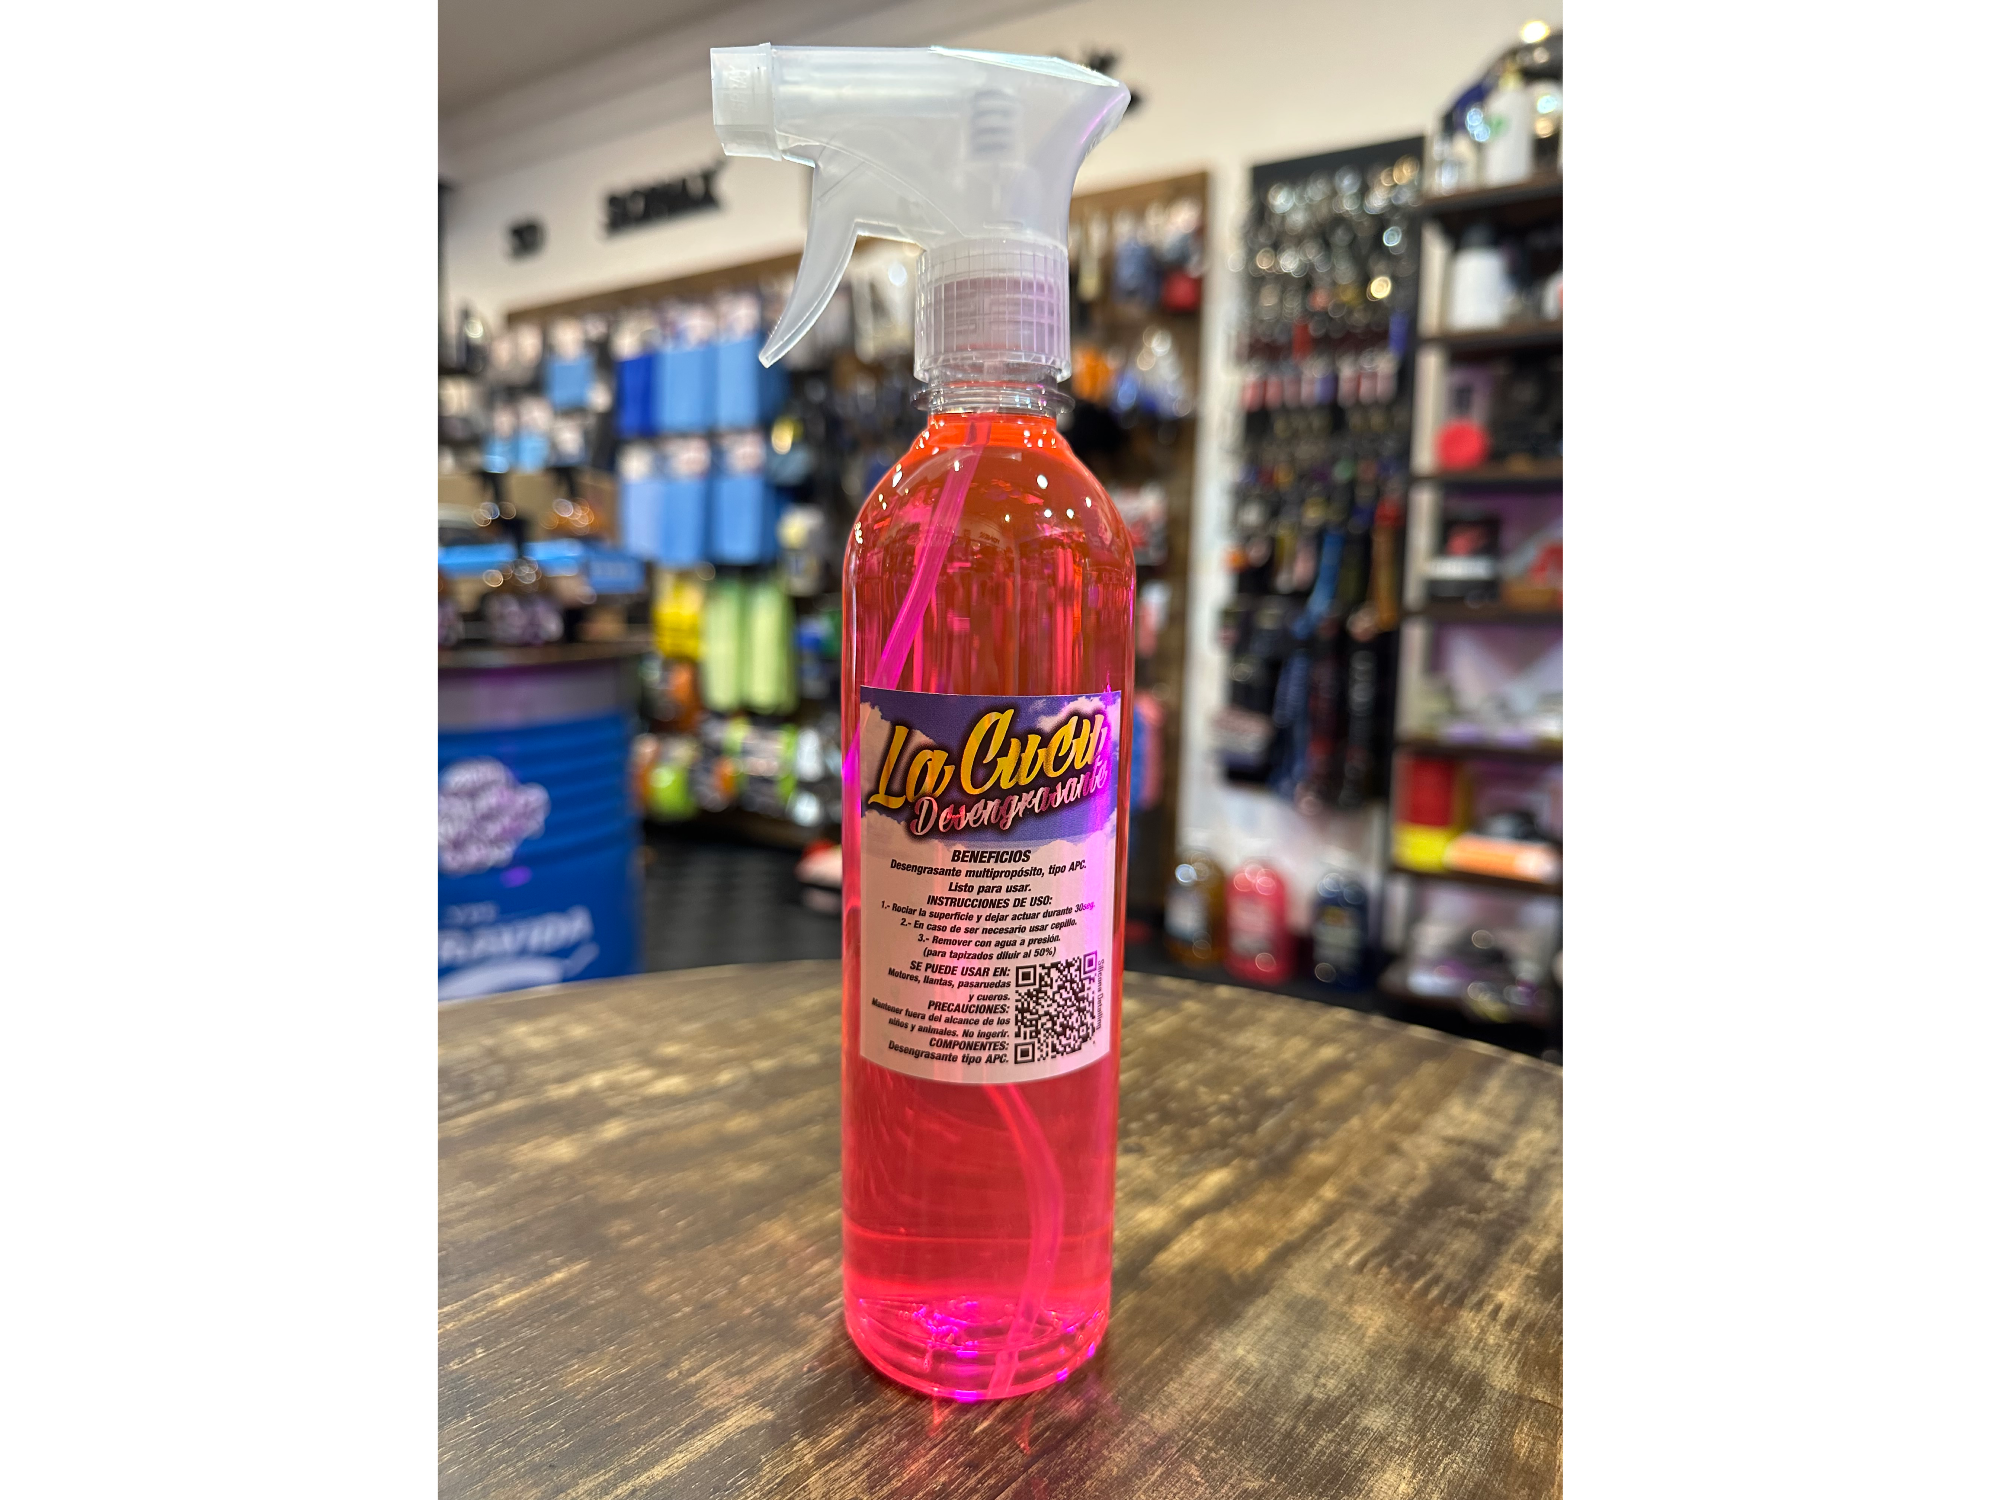 SONAX
La Cucu
Desengrasante
BENEFICIOS
Desengrasante multipropósito, tipo APC.
Listo para usar.
INSTRUCCIONES DE USO:
1.- Rociar la superficie y dejar actuar durante 30seg.
2.- En caso de ser necesario usar cepillo.
3.- Remover con agua a presión.
(para tapizados diluir al 50%)
SE PUEDE USAR EN:
Motores, llantas, pasaruedas
y cueros.
PRECAUCIONES:
Mantener fuera del alcance de los
niños y animales. No ingerir.
COMPONENTES:
Desengrasante tipo APC.
Detailing